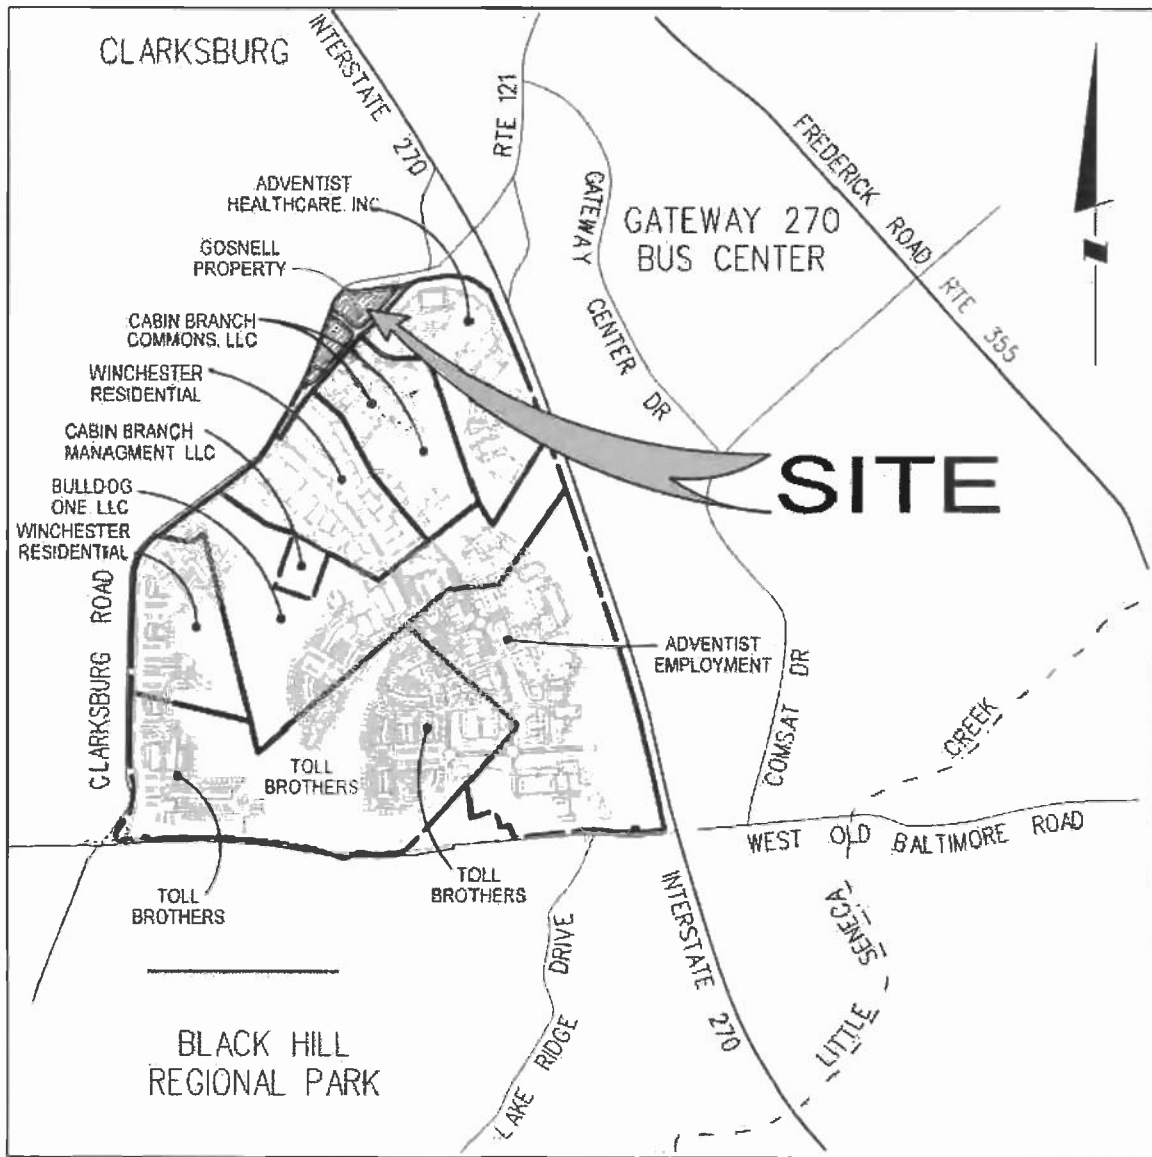 CLARKSBURG
INTERSTATE 270
RTE 121
FREDERICK ROAD RTE 355
ADVENTIST
HEALTHCARE, INC
GATEWAY CENTER DR
GATEWAY 270
BUS CENTER
GOSNELL
PROPERTY
N
CABIN BRANCH
COMMONS, LLC
WINCHESTER
RESIDENTIAL
CABIN BRANCH
MANAGMENT LLC
SITE
BULLDOG
ONE, LLC
WINCHESTER
RESIDENTIAL
CLARKSBURG ROAD
ADVENTIST
EMPLOYMENT
COMSAT DR
CREEK
TOLL
BROTHERS
WEST OLD BALTIMORE ROAD
TOLL
BROTHERS
TOLL
BROTHERS
INTERSTATE 270
LITTLE SENECA
LAKE RIDGE DRIVE
BLACK HILL
REGIONAL PARK